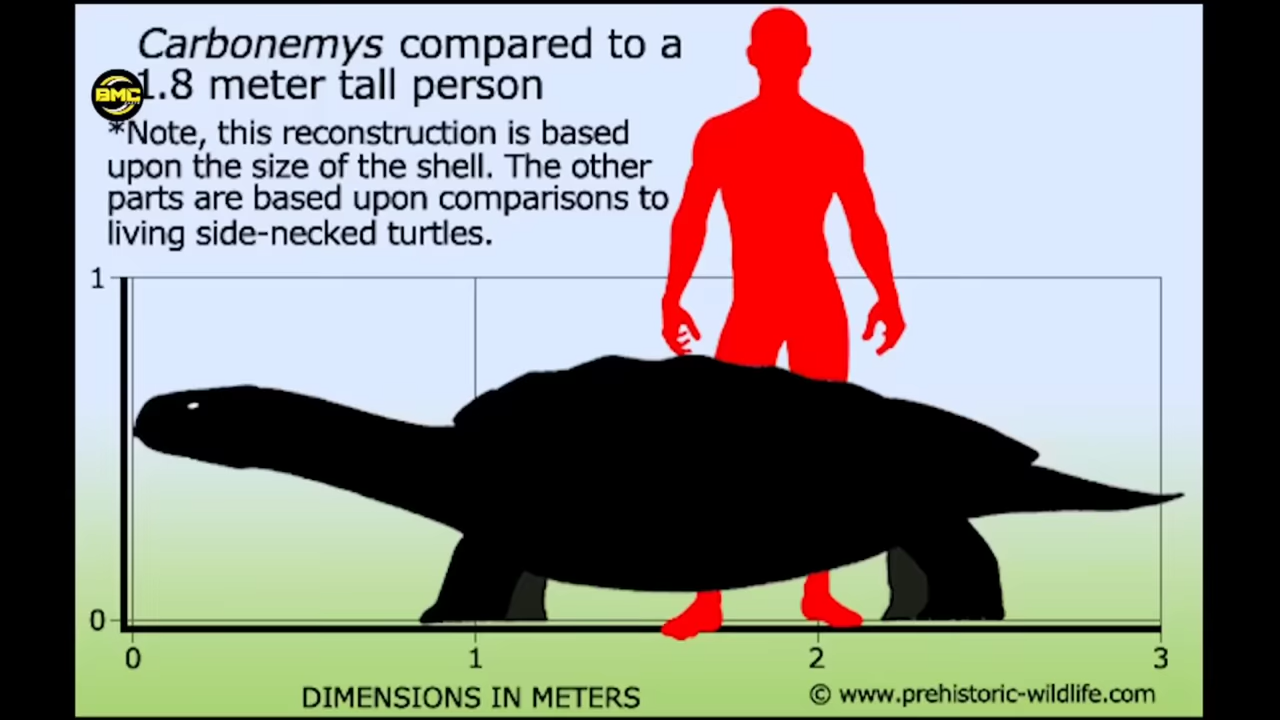 Carbonemys compared to a
1.8 meter tall person
BMC
*Note, this reconstruction is based
upon the size of the shell. The other
parts are based upon comparisons to
living side-necked turtles.
1
0
0 1 2 3
DIMENSIONS IN METERS
© www.prehistoric-wildlife.com